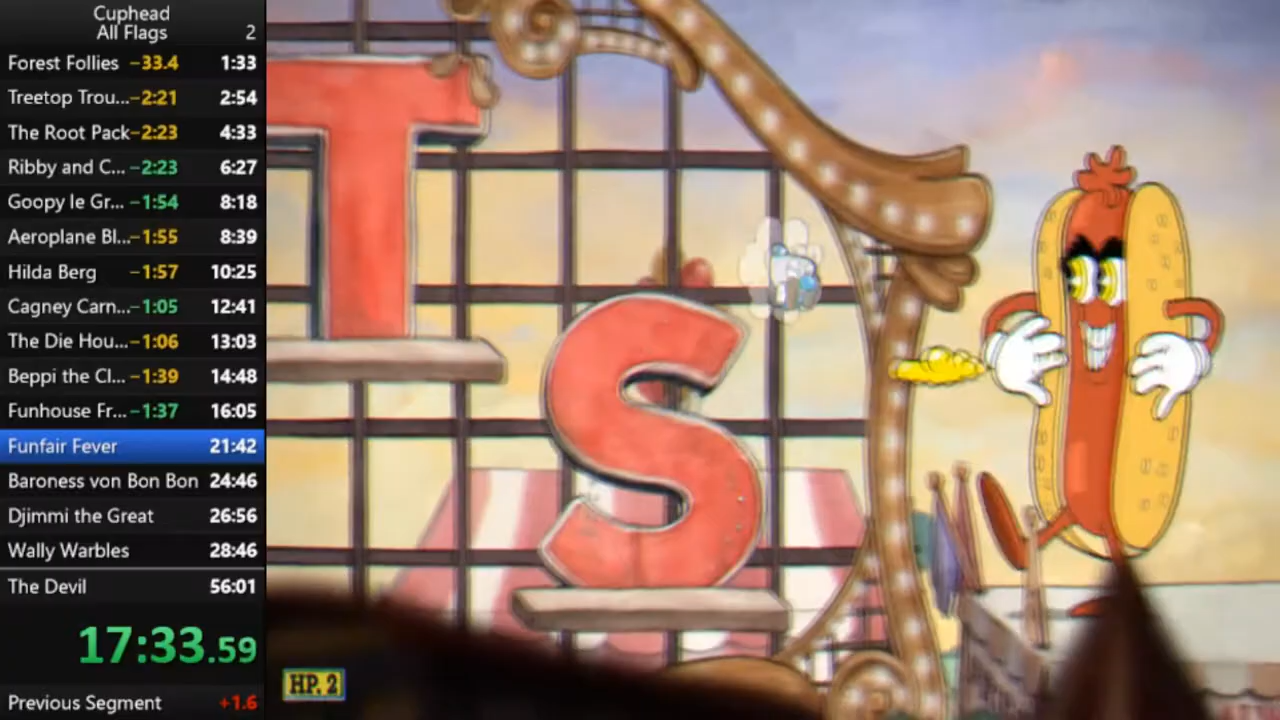 Cuphead
All Flags 2
Forest Follies −33.4 1:33
Treetop Trou...−2:21 2:54
The Root Pack−2:23 4:33
Ribby and C... −2:23 6:27
Goopy le Gr... −1:54 8:18
Aeroplane Bl...−1:55 8:39
Hilda Berg −1:57 10:25
Cagney Carn...−1:05 12:41
The Die Hou...−1:06 13:03
Beppi the Cl... −1:39 14:48
Funhouse Fr...−1:37 16:05
Funfair Fever 21:42
Baroness von Bon Bon 24:46
Djimmi the Great 26:56
Wally Warbles 28:46
The Devil 56:01
17:33.59
Previous Segment +1.6
T
S
HP. 2